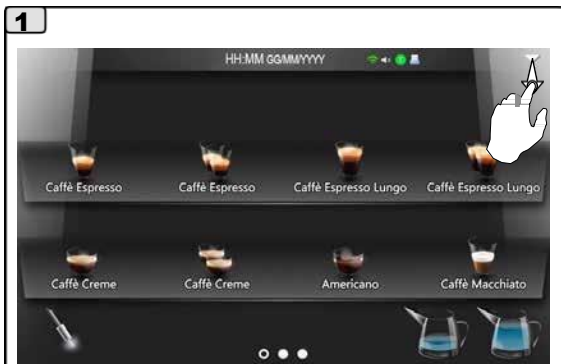 1
HH:MM GG/MM/YYYY
Caffè Espresso Caffè Espresso Caffè Espresso Lungo Caffè Espresso Lungo
Caffè Creme Caffè Creme Americano Caffè Macchiato